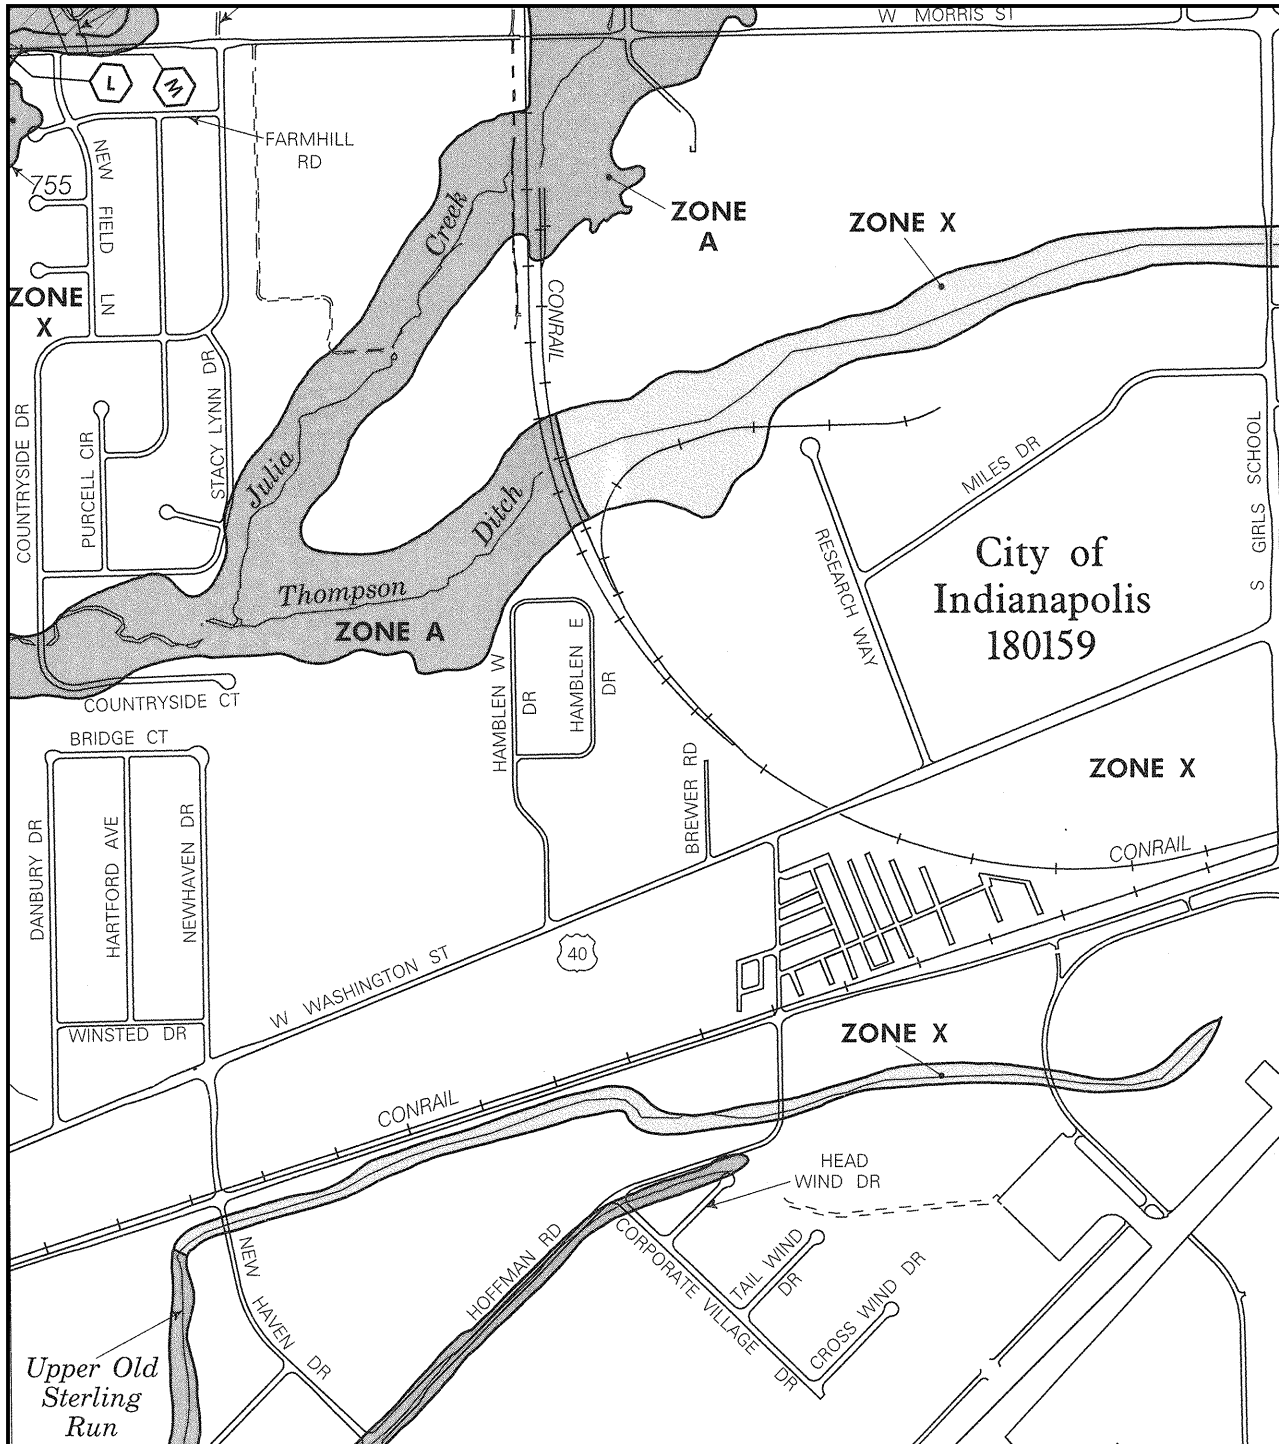 W MORRIS ST
L
M
FARMHILL
RD
NEW FIELD LN
755
ZONE
A
ZONE X
Creek
ZONE
X
CONRAIL
COUNTRYSIDE DR
PURCELL CIR
STACY LYNN DR
Julia
Ditch
Thompson
ZONE A
MILES DR
S GIRLS SCHOOL
RESEARCH WAY
City of
Indianapolis
180159
HAMBLEN W
DR
HAMBLEN E
DR
COUNTRYSIDE CT
BRIDGE CT
DANBURY DR
HARTFORD AVE
NEWHAVEN DR
BREWER RD
ZONE X
CONRAIL
W WASHINGTON ST
40
WINSTED DR
ZONE X
CONRAIL
HEAD
WIND DR
NEW HAVEN DR
HOFFMAN RD
CORPORATE VILLAGE DR
TAIL WIND
DR
CROSS WIND DR
Upper Old
Sterling
Run